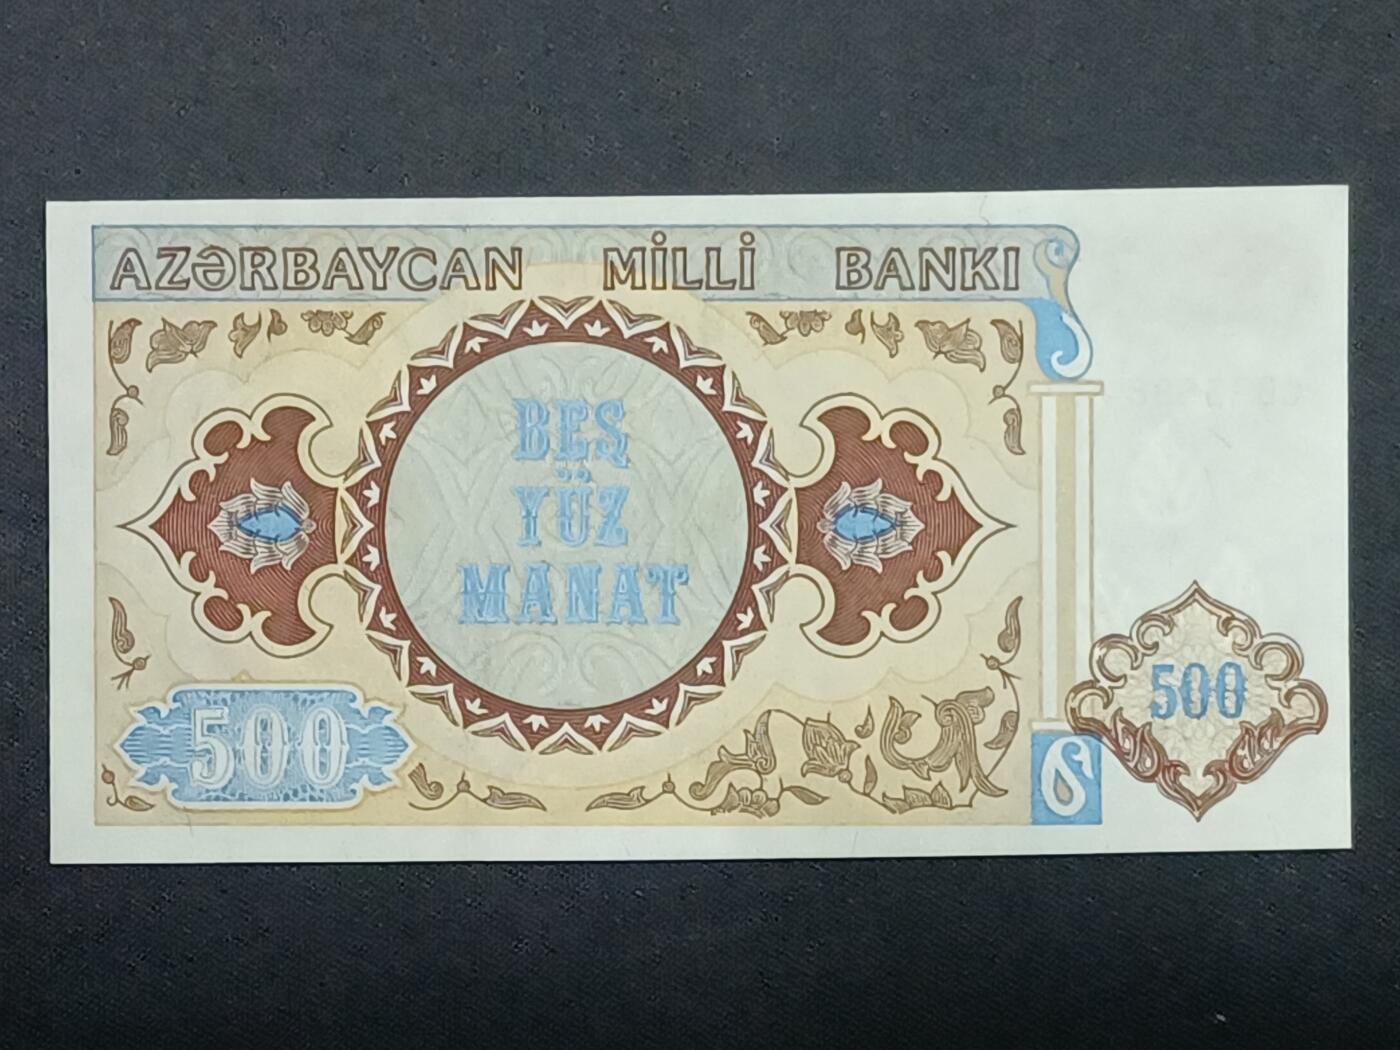 AZƏRBAYCAN MİLLİ BANKI
BEŞ
YÜZ
MANAT
500
500